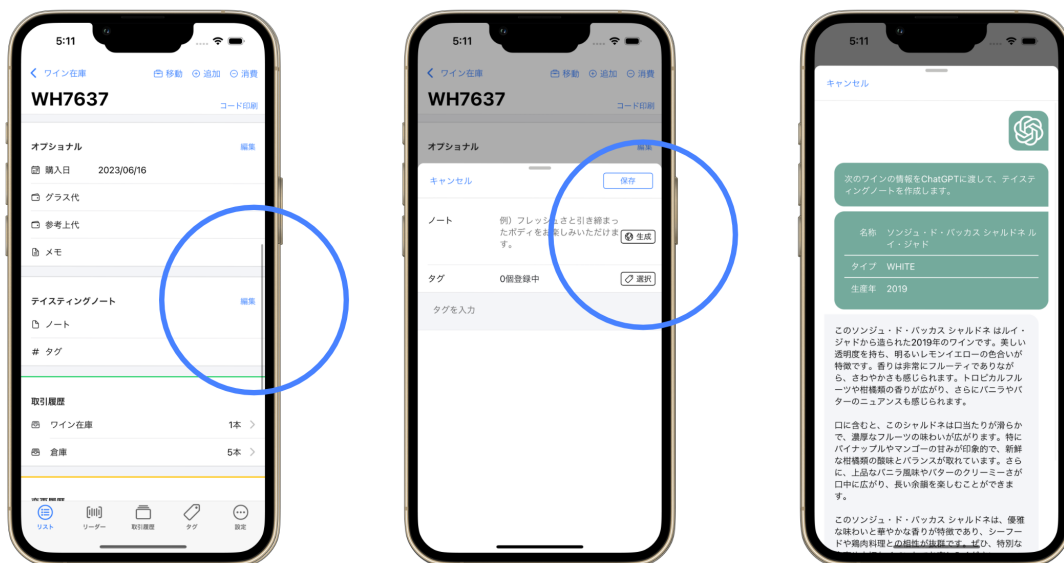 5:11
ワイン在庫 移動 追加 消費
WH7637
コード印刷
オプショナル 編集
購入日 2023/06/16
グラス代
参考上代
メモ
テイスティングノート 編集
ノート
# タグ
取引履歴
ワイン在庫 1本
倉庫 5本
リスト リーダー 取引履歴 タグ 設定
5:11
ワイン在庫 移動 追加 消費
WH7637
コード印刷
オプショナル 編集
キャンセル 保存
ノート 例）フレッシュさと引き締まっ
たボディをお楽しみいただけま
す。
生成
タグ 0個登録中 選択
タグを入力
5:11
キャンセル
次のワインの情報をChatGPTに渡して、テイステ
ィングノートを作成します。
名称 ソンジュ・ド・バッカス シャルドネ ル
イ・ジャド
タイプ WHITE
生産年 2019
このソンジュ・ド・バッカス シャルドネ はルイ・
ジャドから造られた2019年のワインです。美しい
透明度を持ち、明るいレモンイエローの色合いが
特徴です。香りは非常にフルーティでありなが
ら、さわやかさも感じられます。トロピカルフル
ーツや柑橘類の香りが広がり、さらにバニラやバ
ターのニュアンスも感じられます。
口に含むと、このシャルドネは口当たりが滑らか
で、濃厚なフルーツの味わいが広がります。特に
パイナップルやマンゴーの甘みが印象的で、新鮮
な柑橘類の酸味とバランスが取れています。さら
に、上品なバニラ風味やバターのクリーミーさが
口中に広がり、長い余韻を楽しむことができま
す。
このソンジュ・ド・バッカス シャルドネは、優雅
な味わいと華やかな香りが特徴であり、シーフー
ドや鶏肉料理との相性が抜群です。ぜひ、特別な